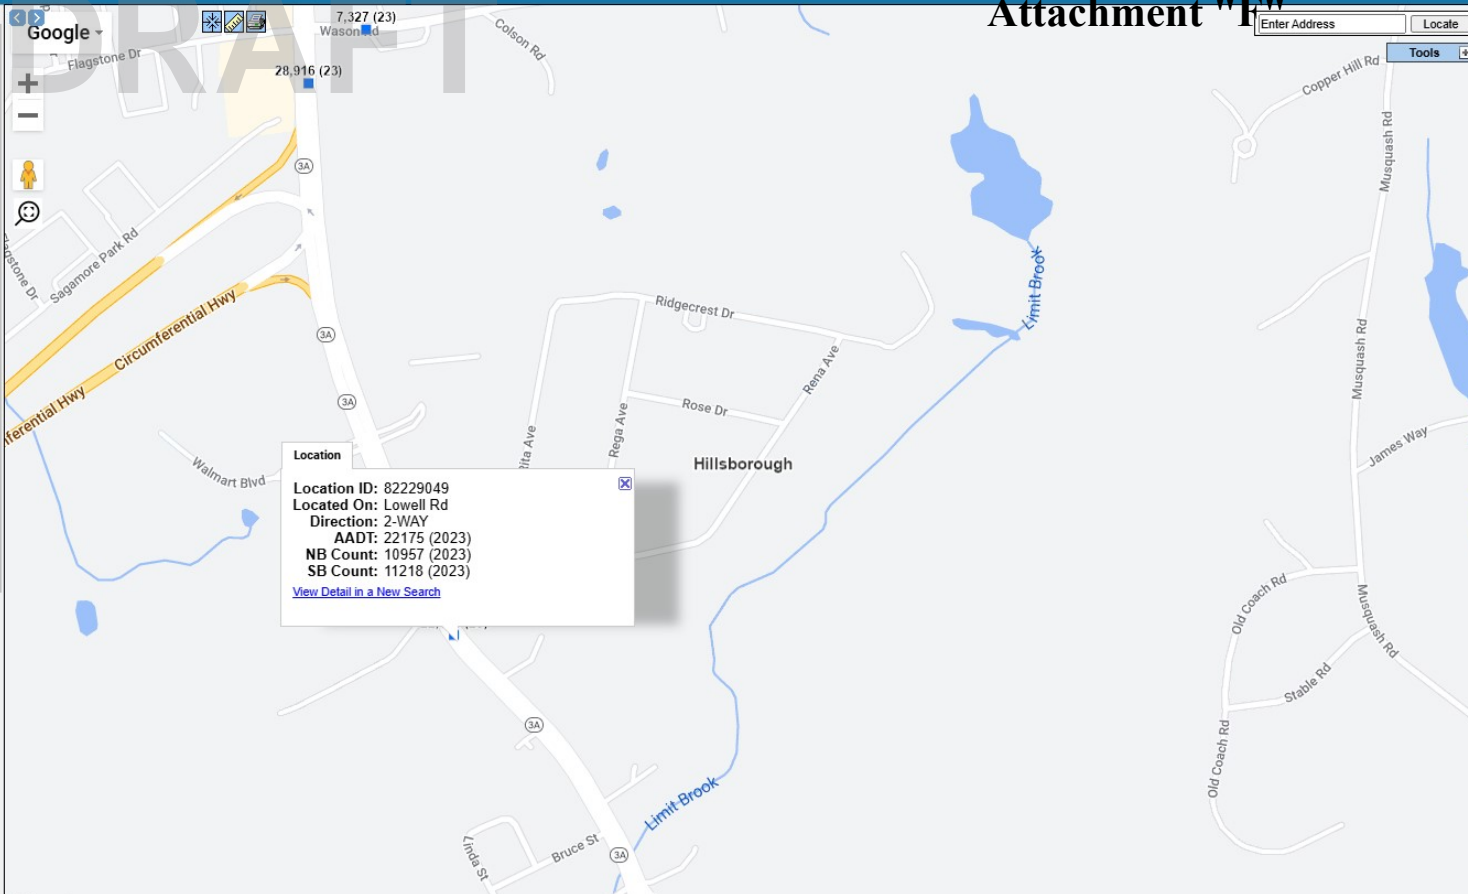 DRAFT
Attachment "F"
Google
Enter Address
Locate
Tools
7,327 (23)
Wason Rd
Colson Rd
Flagstone Dr
28,916 (23)
Copper Hill Rd
Musquash Rd
3A
Sagamore Park Rd
Flagstone Dr
Limit Brook
Circumferential Hwy
Ridgecrest Dr
3A
Musquash Rd
Rena Ave
ferential Hwy
3A
Rose Dr
Rega Ave
Rita Ave
James Way
Walmart Blvd
Hillsborough
Location
Location ID: 82229049
Located On: Lowell Rd
Direction: 2-WAY
AADT: 22175 (2023)
NB Count: 10957 (2023)
SB Count: 11218 (2023)
View Detail in a New Search
Old Coach Rd
Musquash Rd
Stable Rd
3A
Old Coach Rd
Limit Brook
Bruce St
Linda St
3A